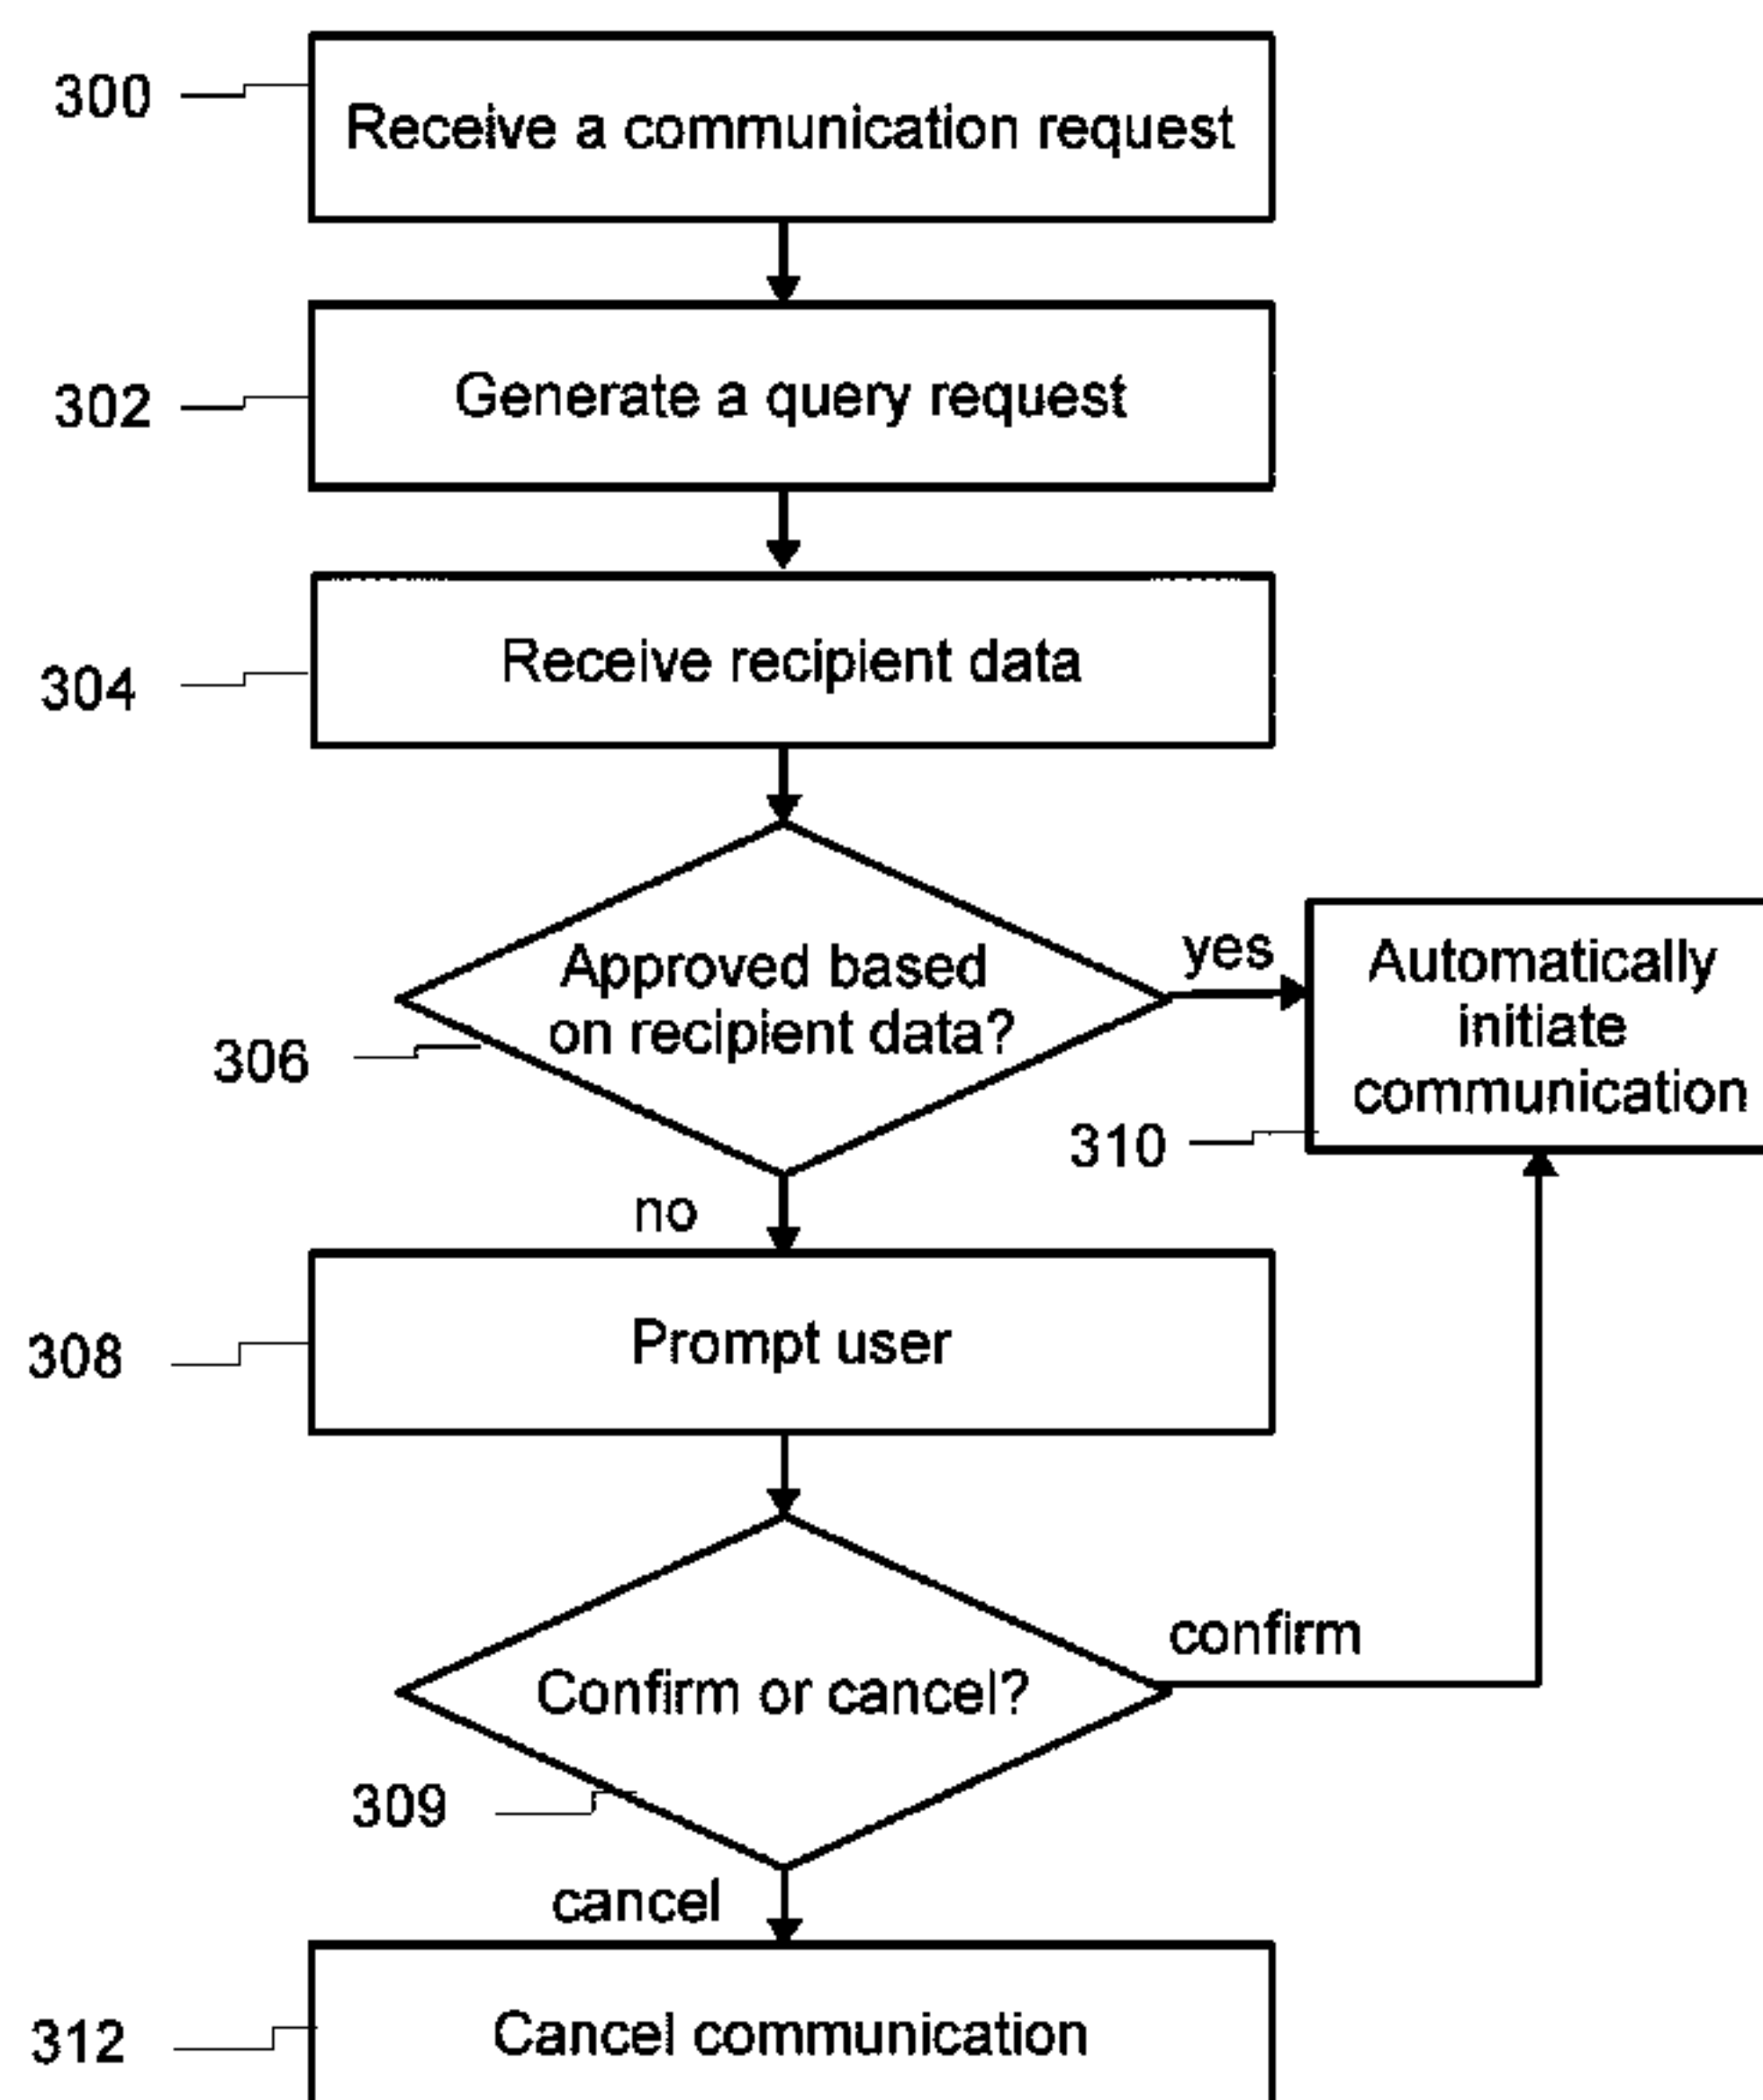 300
Receive a communication request
302
Generate a query request
304
Receive recipient data
306
Approved based
on recipient data?
yes
310
Automatically
initiate
communication
no
308
Prompt user
309
Confirm or cancel?
confirm
cancel
312
Cancel communication